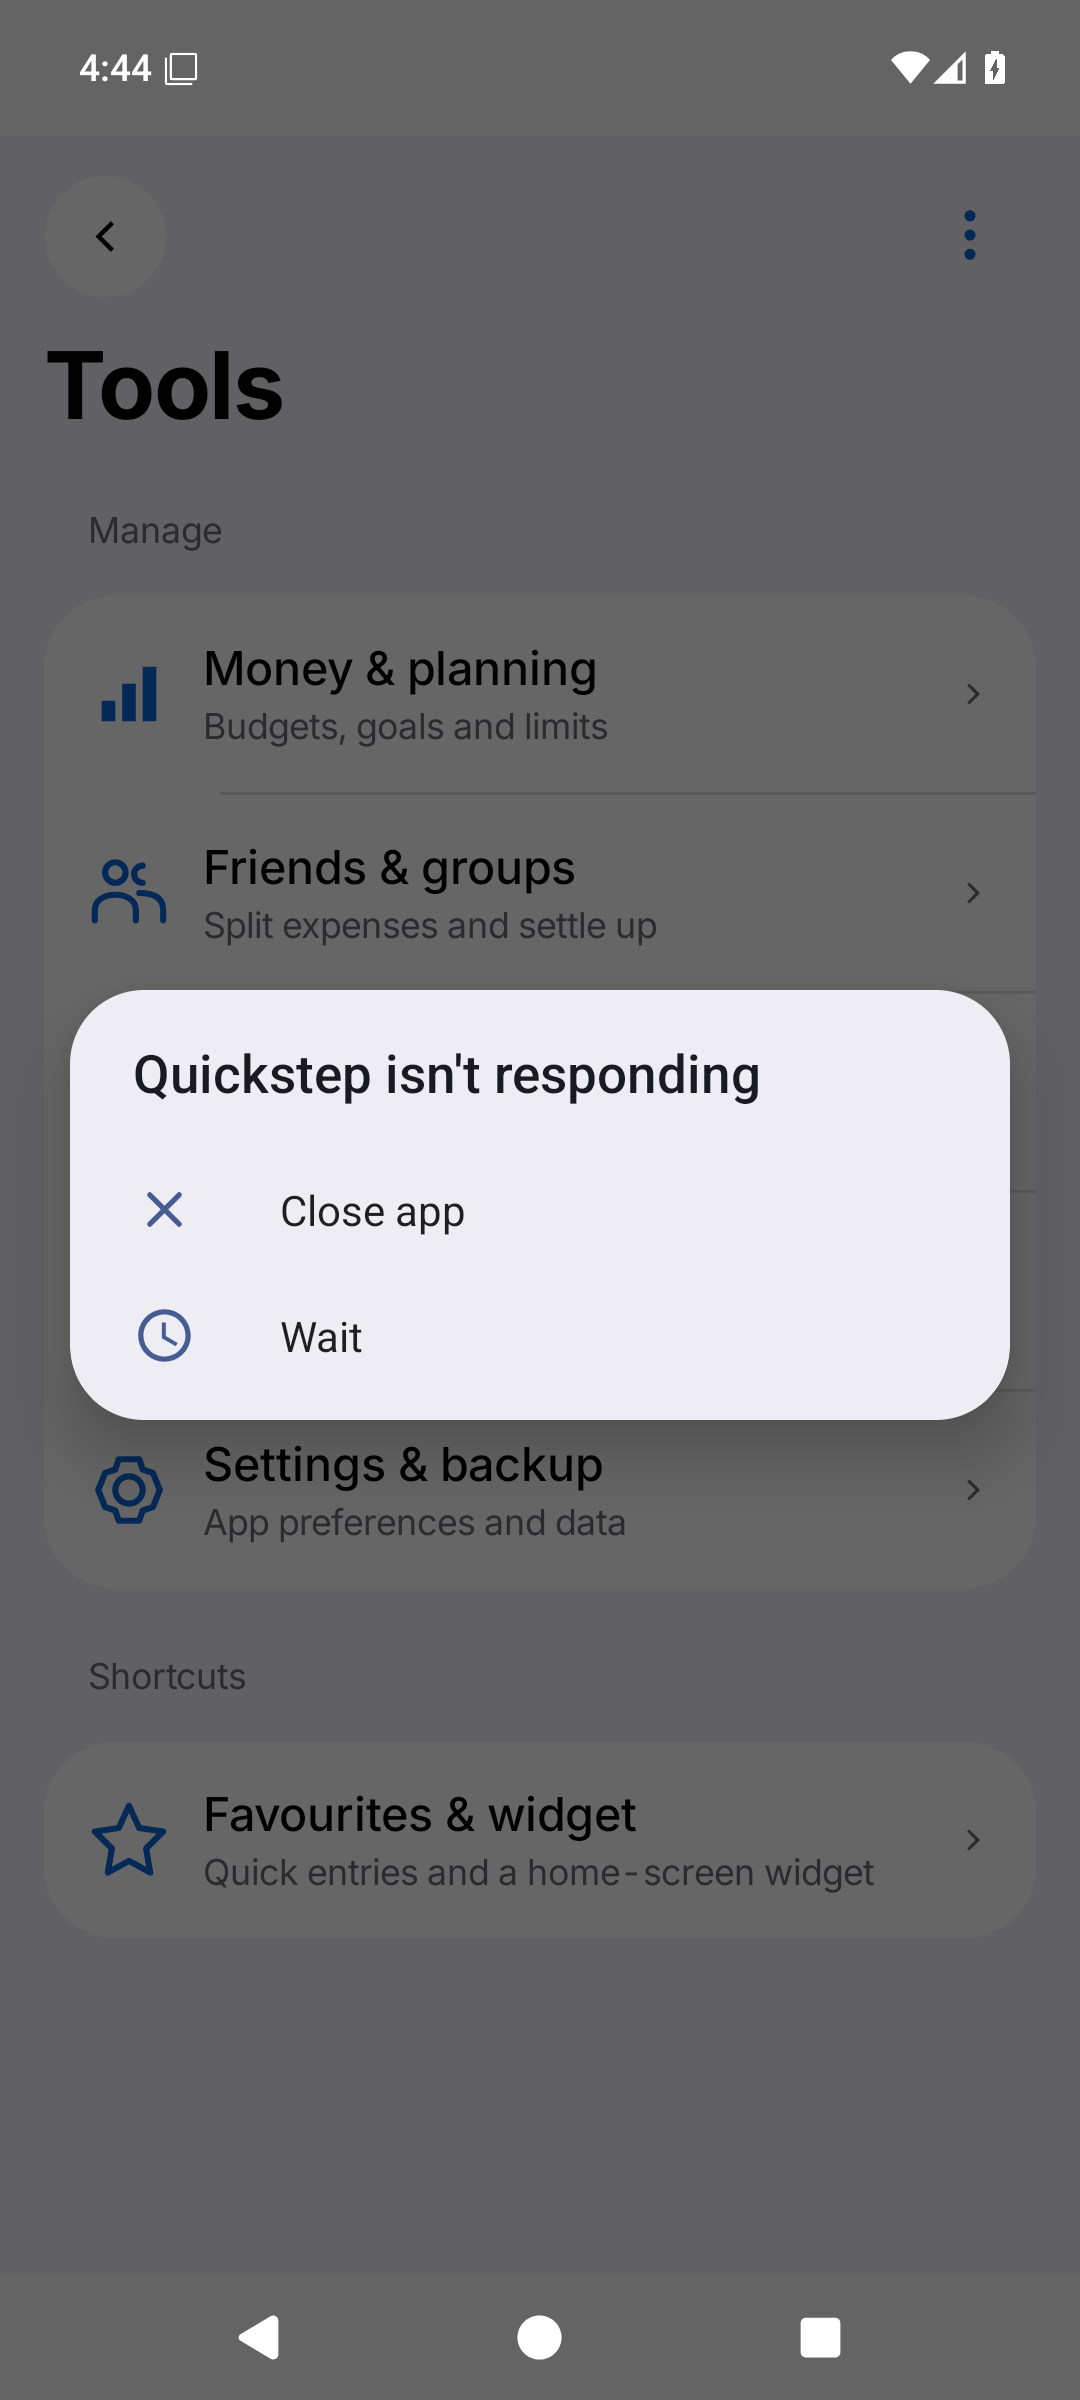 4:44
Tools
Manage
Money & planning
Budgets, goals and limits
Friends & groups
Split expenses and settle up
Quickstep isn't responding
Close app
Wait
Settings & backup
App preferences and data
Shortcuts
Favourites & widget
Quick entries and a home-screen widget